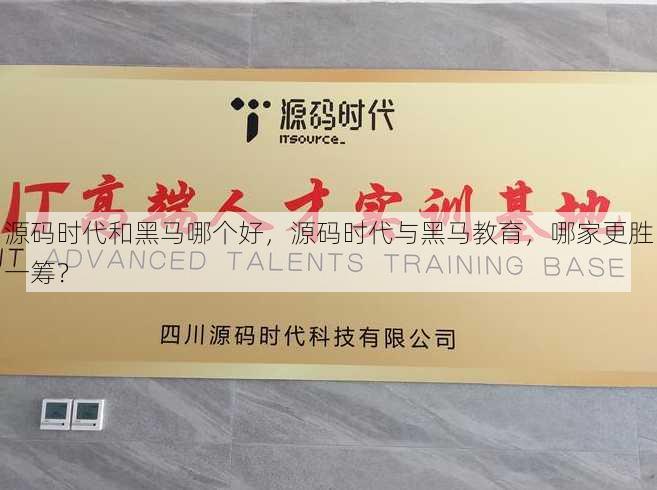 源码时代
ITSOURCE_
IT高端人才实训基地
源码时代和黑马哪个好，源码时代与黑马教育，哪家更胜
一筹？
IT ADVANCED TALENTS TRAINING BASE
四川源码时代科技有限公司